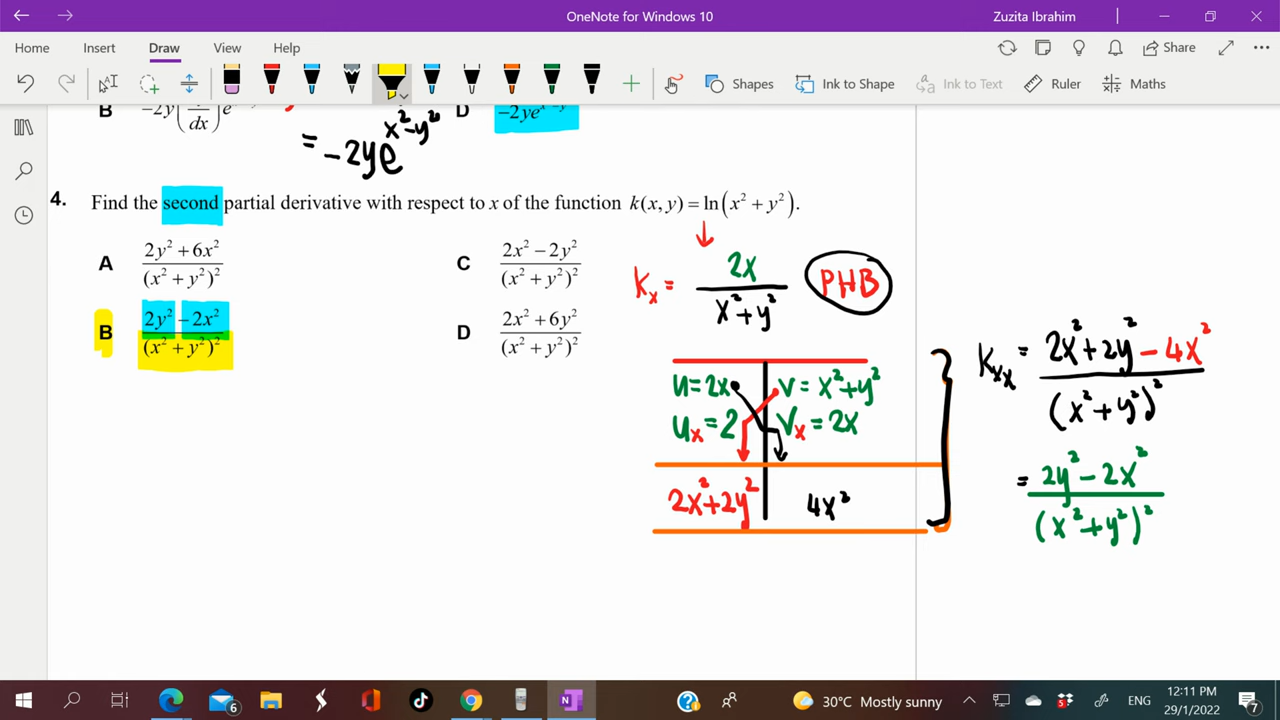 OneNote for Windows 10
Zuzita Ibrahim
Home Insert Draw View Help
Share
Shapes Ink to Shape Ink to Text Ruler Maths
B −2y( /dx)e D −2ye
= −2ye^(x²−y²)
4. Find the second partial derivative with respect to x of the function k(x, y) = ln(x² + y²).
A (2y² + 6x²)/(x² + y²)² C (2x² − 2y²)/(x² + y²)²
B (2y² − 2x²)/(x² + y²)² D (2x² + 6y²)/(x² + y²)²
Kx = 2x/(x²+y²) PHB
u=2x v= x²+y²
ux=2 vx=2x
2x²+2y² 4x²
Kxx = (2x²+2y²−4x²)/(x²+y²)²
= (2y²−2x²)/(x²+y²)²
6 30°C Mostly sunny 5 ENG 12:11 PM 7
29/1/2022